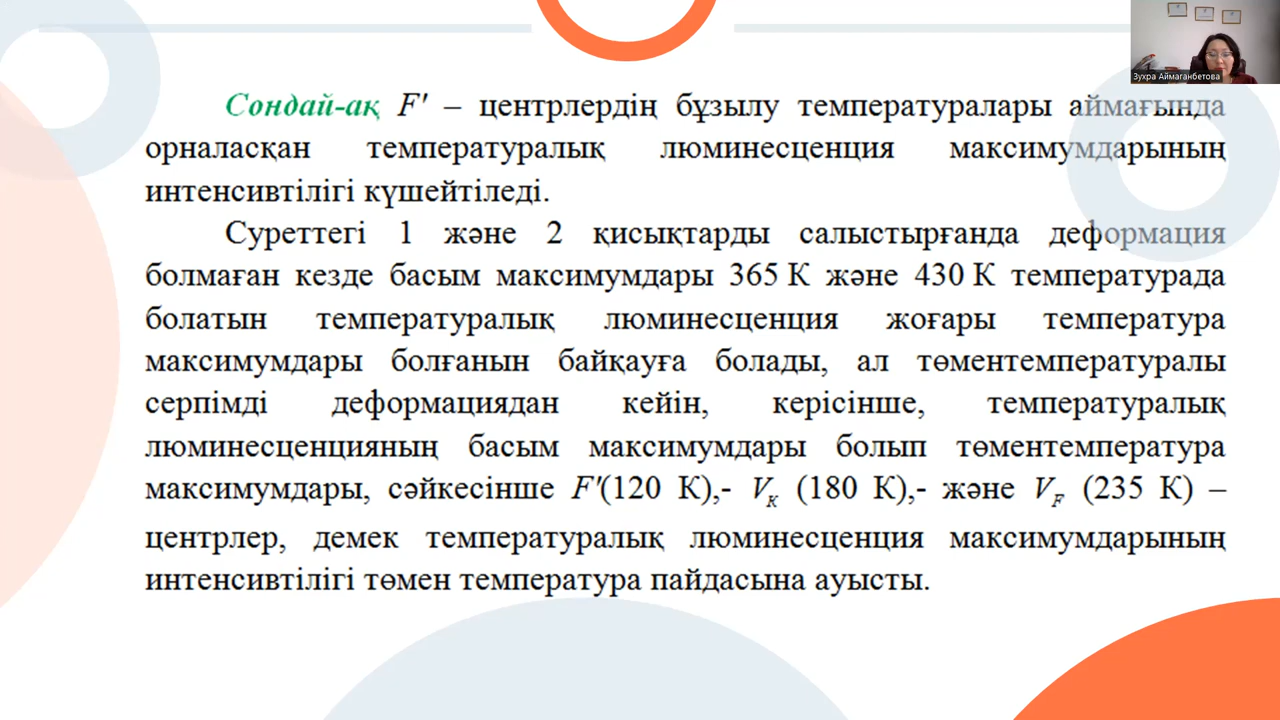 Зухра Аймаганбетова
Сондай-ақ F' – центрлердің бұзылу температуралары аймағында
орналасқан температуралық люминесценция максимумдарының
интенсивтілігі күшейтіледі.
Суреттегі 1 және 2 қисықтарды салыстырғанда деформация
болмаған кезде басым максимумдары 365 К және 430 К температурада
болатын температуралық люминесценция жоғары температура
максимумдары болғанын байқауға болады, ал төментемпературалы
серпімді деформациядан кейін, керісінше, температуралық
люминесценцияның басым максимумдары болып төментемпература
максимумдары, сәйкесінше F'(120 К),- V_K (180 К),- және V_F (235 К) –
центрлер, демек температуралық люминесценция максимумдарының
интенсивтілігі төмен температура пайдасына ауысты.